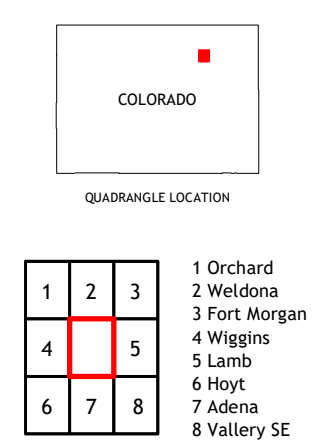 COLORADO
QUADRANGLE LOCATION
1 2 3
4 5
6 7 8
1 Orchard
2 Weldona
3 Fort Morgan
4 Wiggins
5 Lamb
6 Hoyt
7 Adena
8 Vallery SE